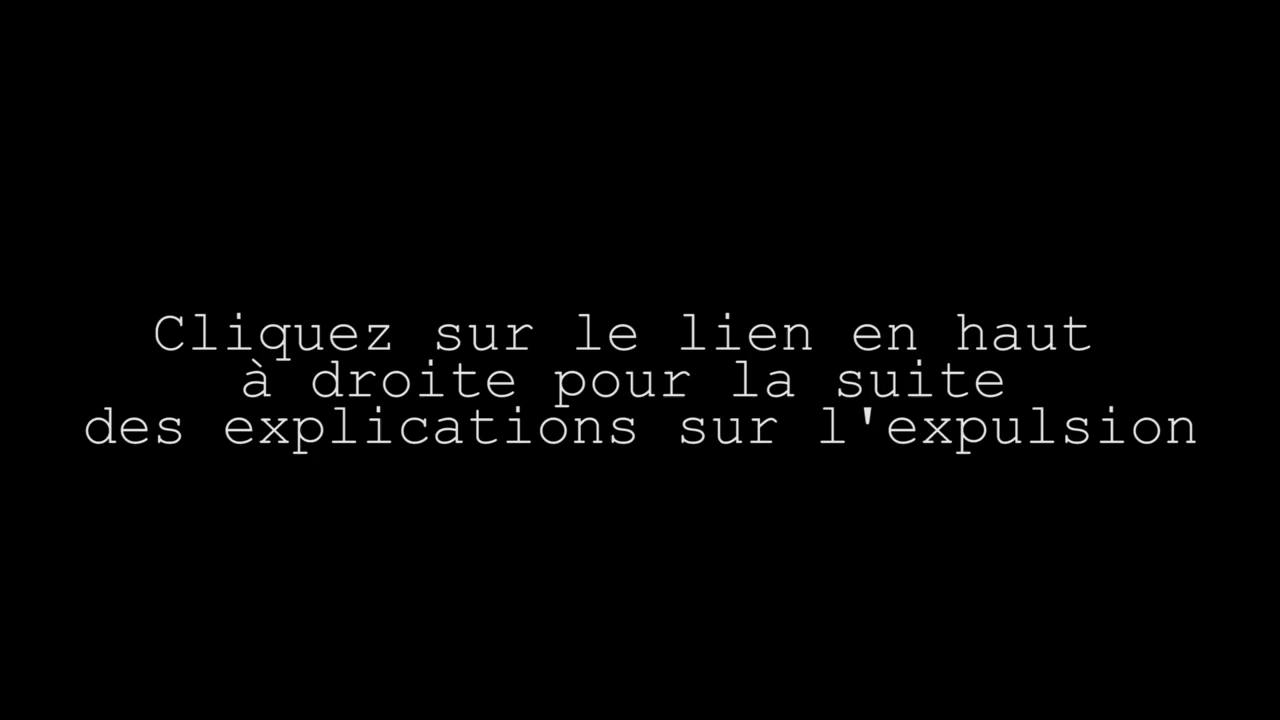 Cliquez sur le lien en haut
à droite pour la suite
des explications sur l'expulsion